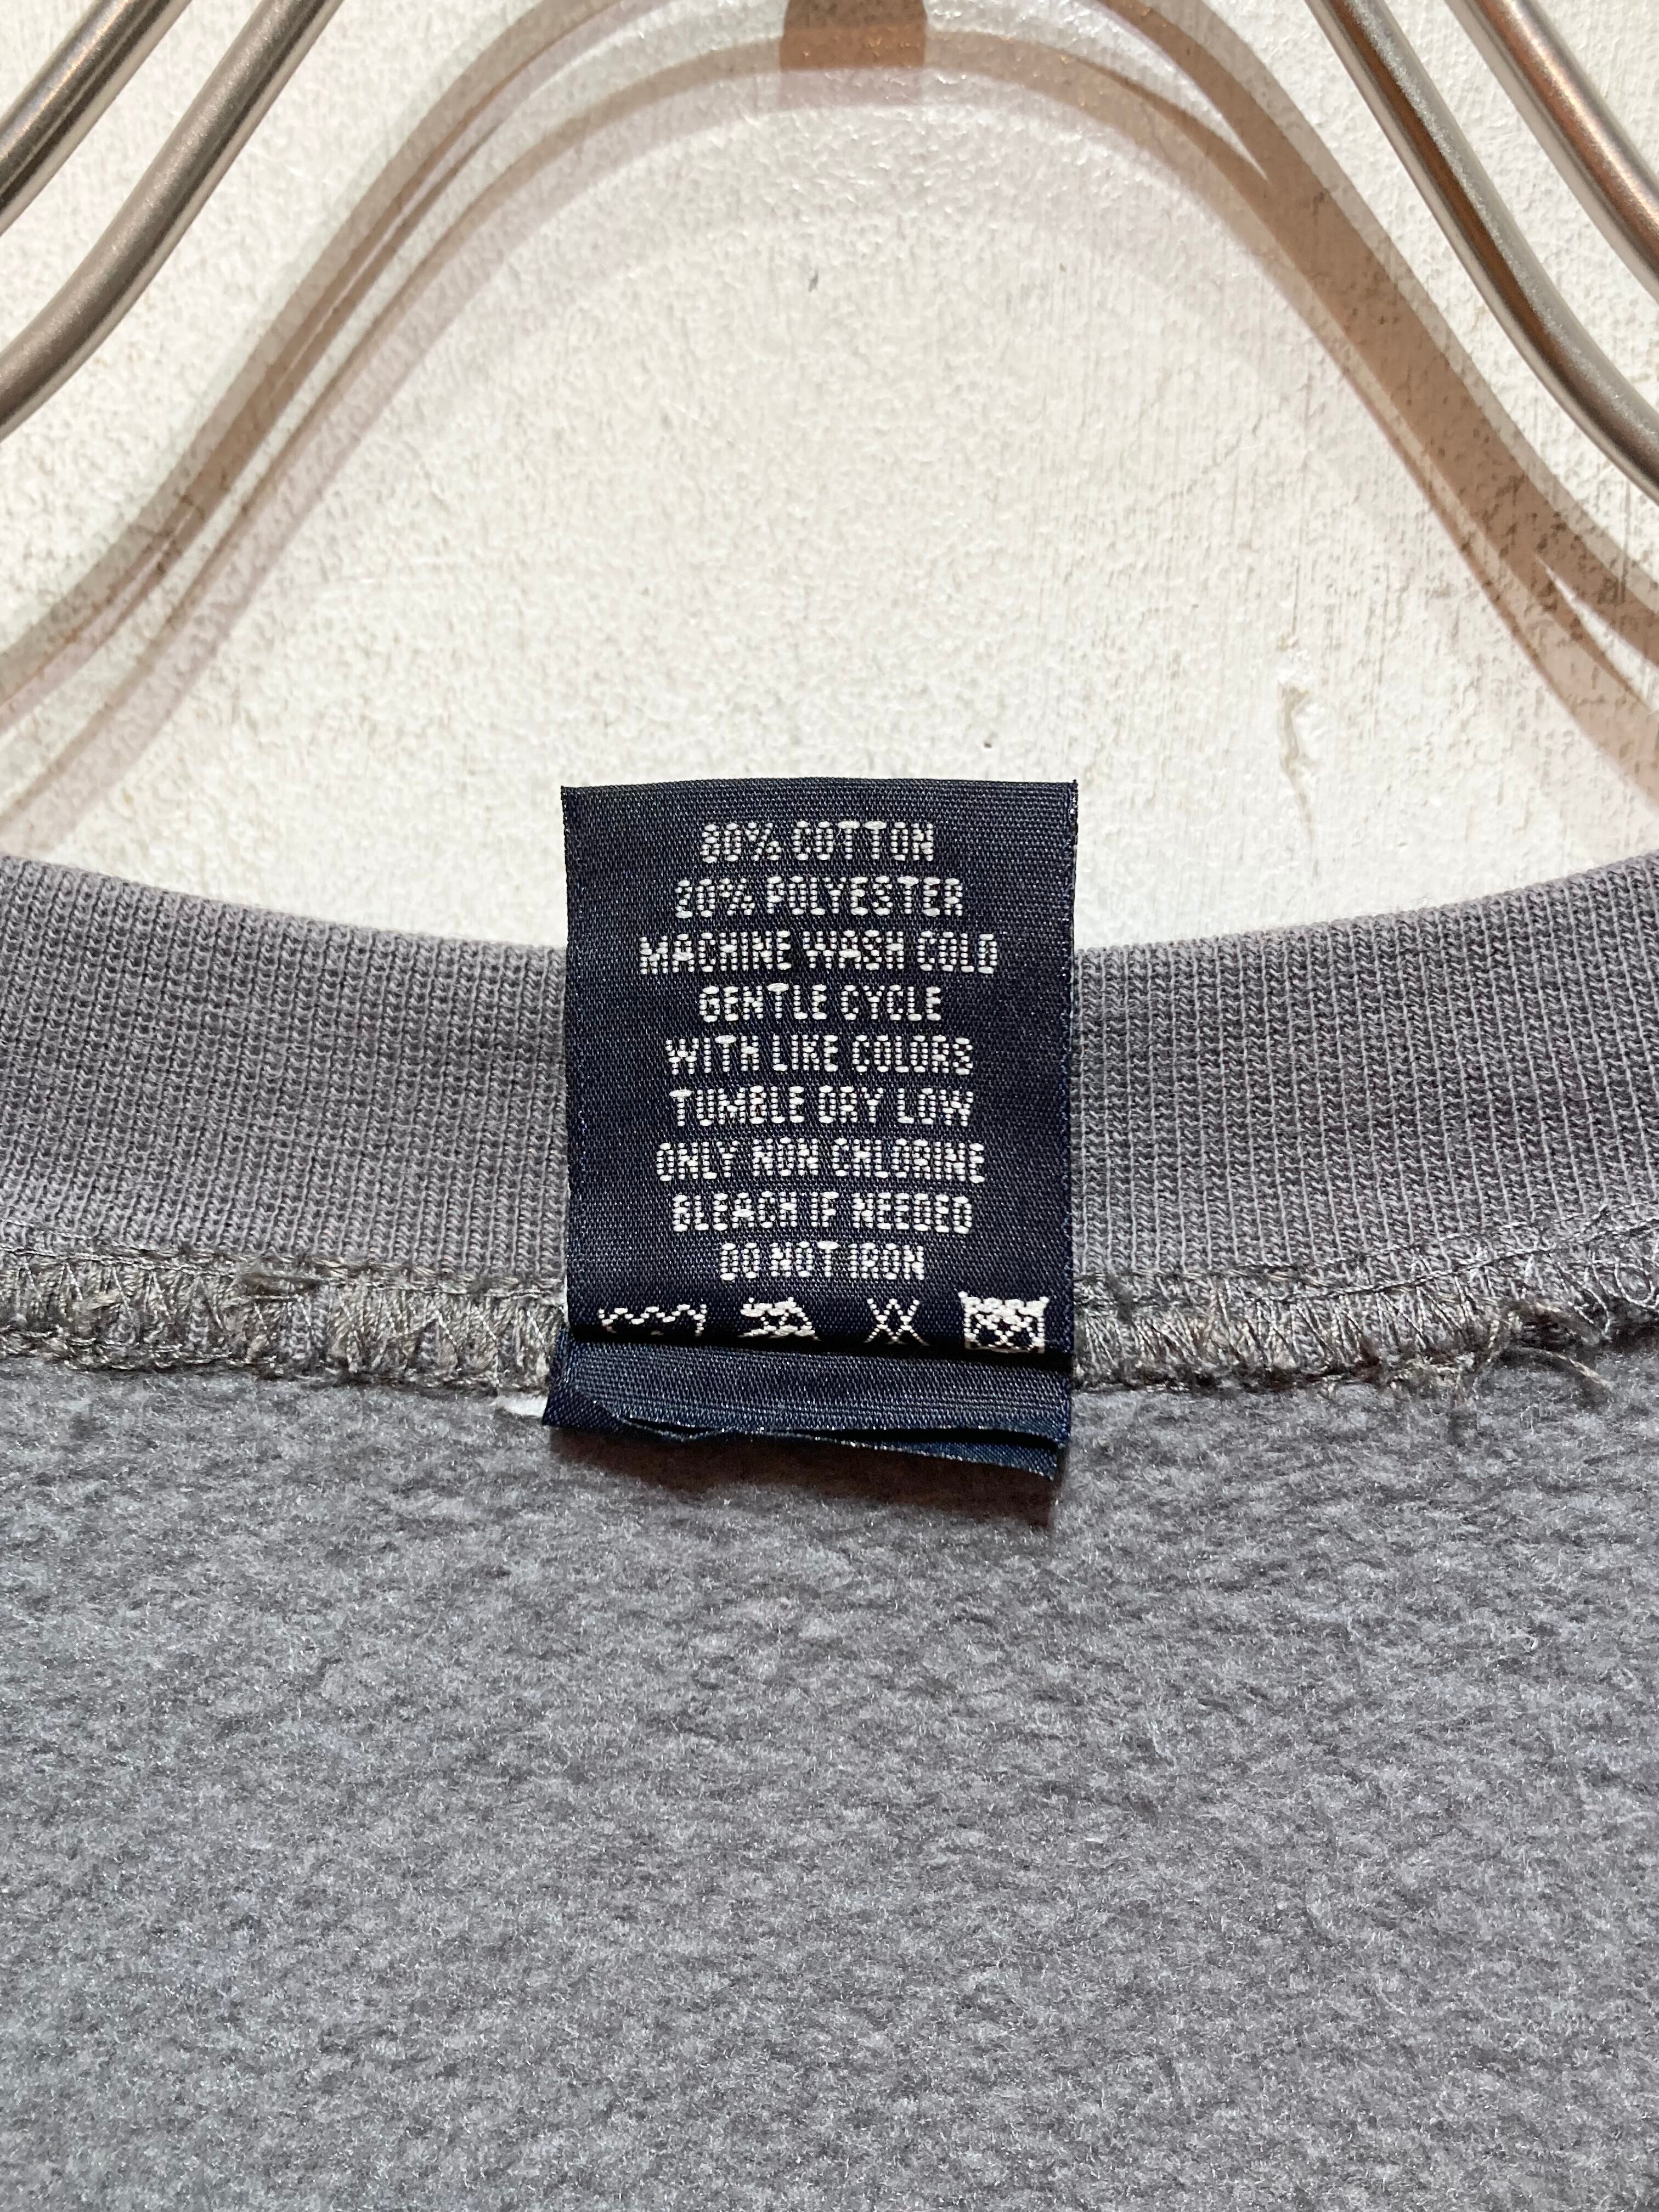 80% COTTON
20% POLYESTER
MACHINE WASH COLD
GENTLE CYCLE
WITH LIKE COLORS
TUMBLE DRY LOW
ONLY NON CHLORINE
BLEACH IF NEEDED
DO NOT IRON